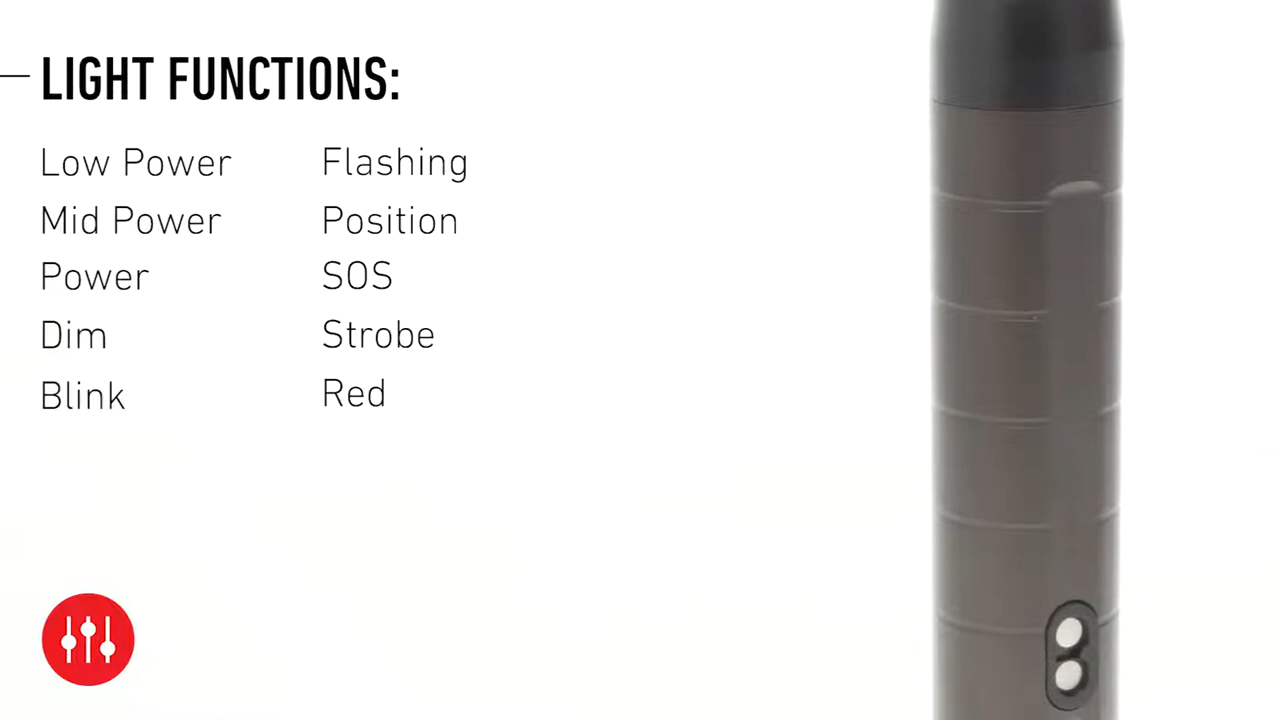 LIGHT FUNCTIONS:
Low Power
Mid Power
Power
Dim
Blink
Flashing
Position
SOS
Strobe
Red